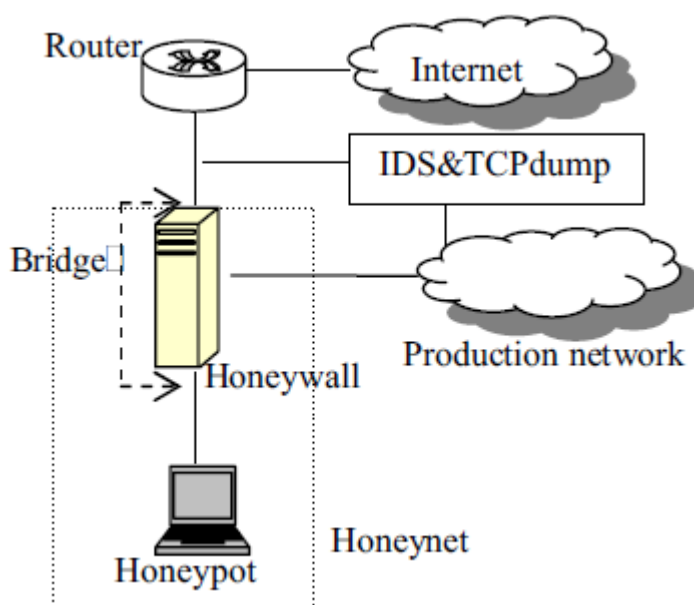 Router
Internet
IDS&TCPdump
Bridge
Honeywall
Production network
Honeynet
Honeypot